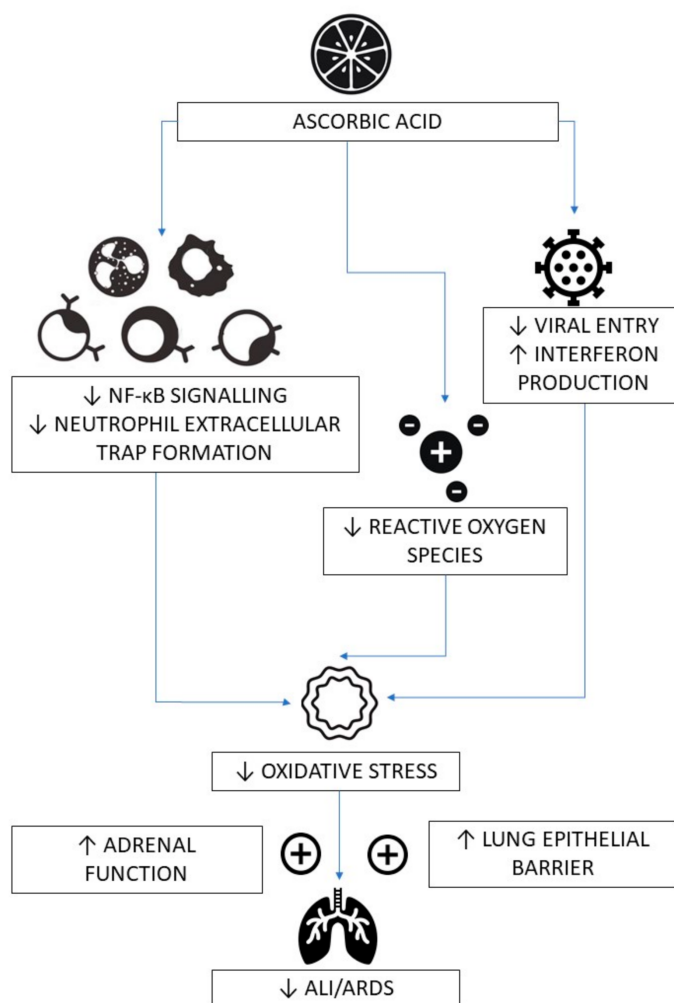 ASCORBIC ACID
↓ NF-κB SIGNALLING
↓ NEUTROPHIL EXTRACELLULAR
TRAP FORMATION
↓ VIRAL ENTRY
↑ INTERFERON
PRODUCTION
↓ REACTIVE OXYGEN
SPECIES
↓ OXIDATIVE STRESS
↑ ADRENAL
FUNCTION
↑ LUNG EPITHELIAL
BARRIER
↓ ALI/ARDS